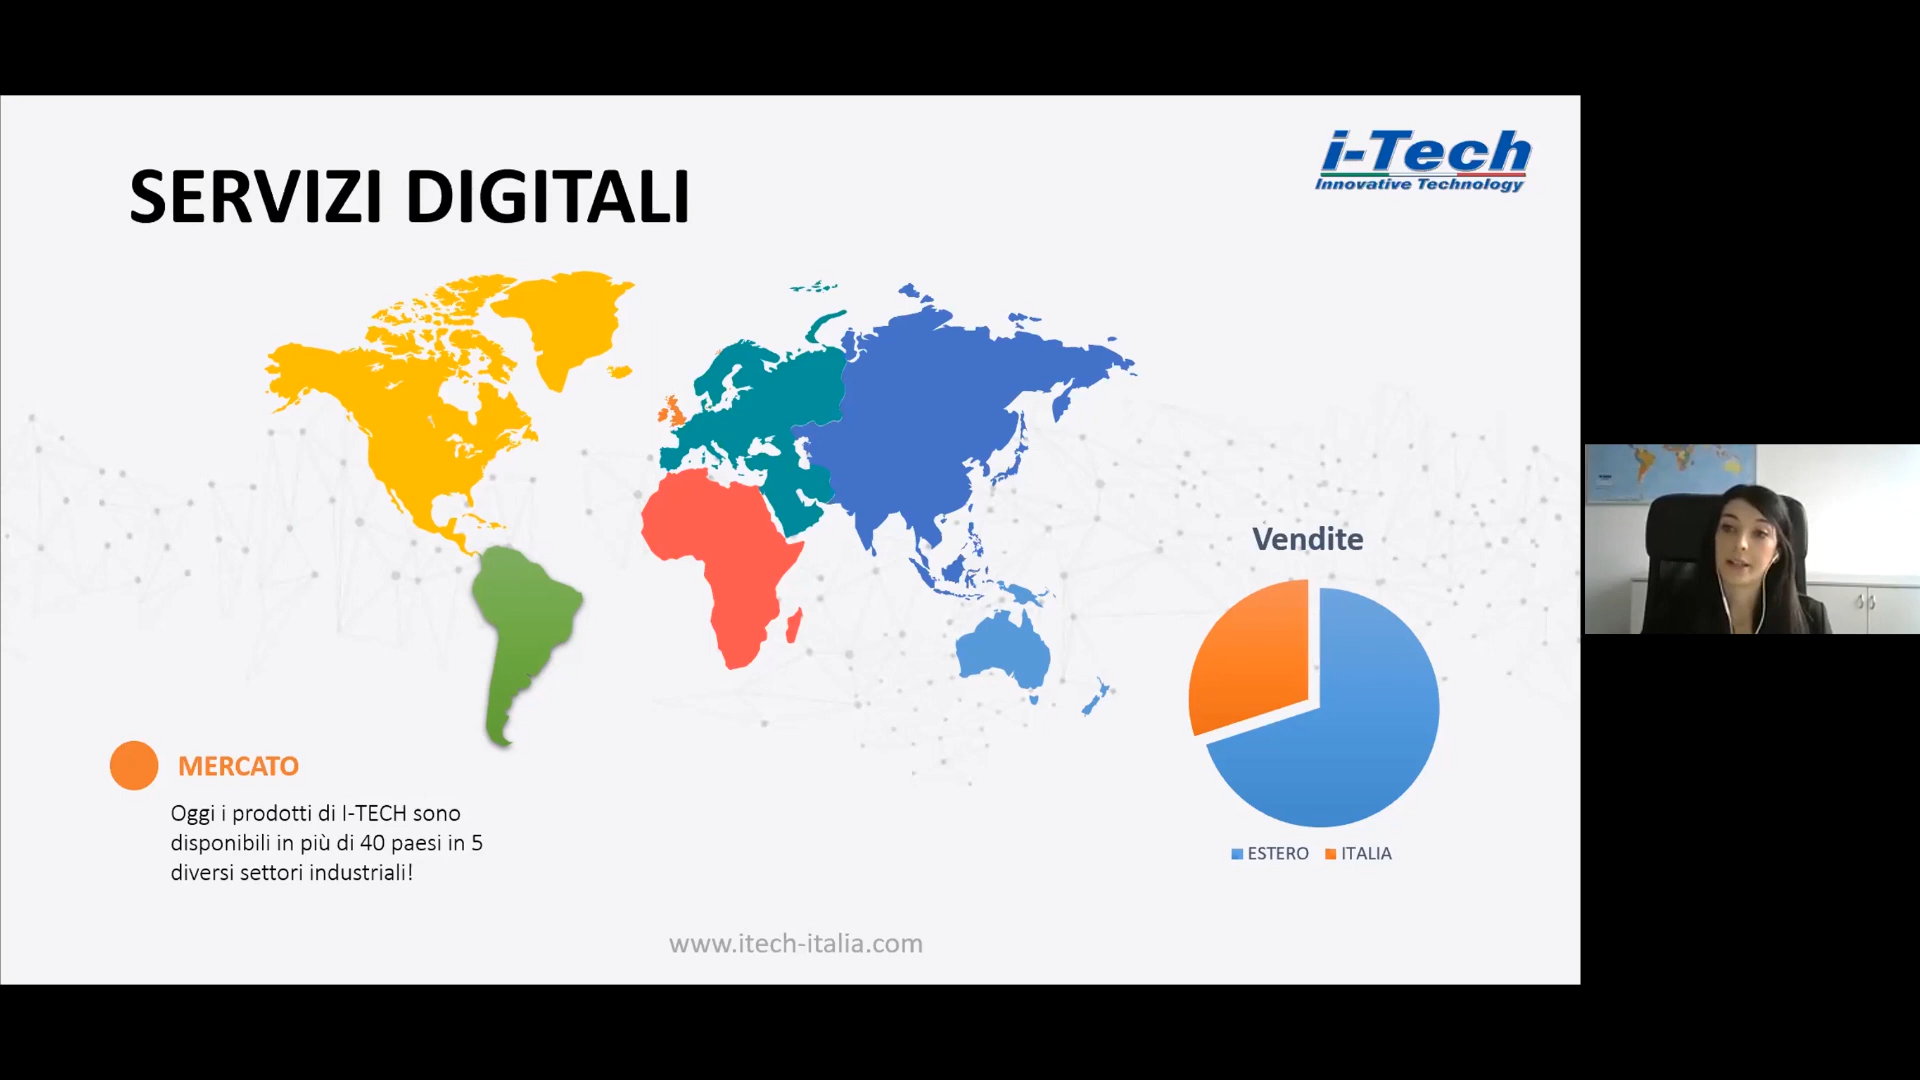 SERVIZI DIGITALI
i-Tech
Innovative Technology
Vendite
ESTERO ITALIA
MERCATO
Oggi i prodotti di I-TECH sono
disponibili in più di 40 paesi in 5
diversi settori industriali!
www.itech-italia.com